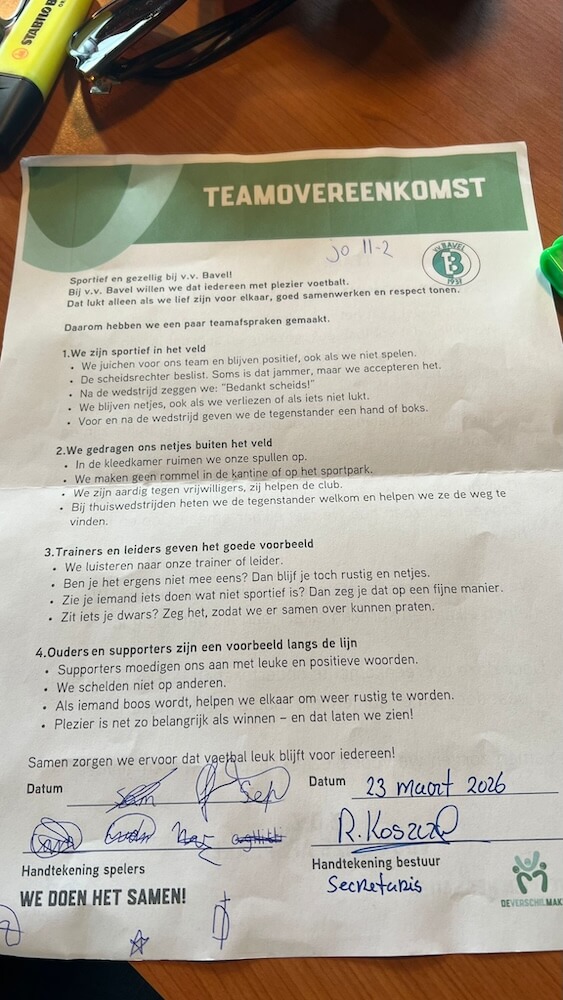 STABILO B
TEAMOVEREENKOMST
jo 11-2
v.v. BAVEL
B
1933
Sportief en gezellig bij v.v. Bavel!
Bij v.v. Bavel willen we dat iedereen met plezier voetbalt.
Dat lukt alleen als we lief zijn voor elkaar, goed samenwerken en respect tonen.
Daarom hebben we een paar teamafspraken gemaakt.
1.We zijn sportief in het veld
• We juichen voor ons team en blijven positief, ook als we niet spelen.
• De scheidsrechter beslist. Soms is dat jammer, maar we accepteren het.
• Na de wedstrijd zeggen we: "Bedankt scheids!"
• We blijven netjes, ook als we verliezen of als iets niet lukt.
• Voor en na de wedstrijd geven we de tegenstander een hand of boks.
2.We gedragen ons netjes buiten het veld
• In de kleedkamer ruimen we onze spullen op.
• We maken geen rommel in de kantine of op het sportpark.
• We zijn aardig tegen vrijwilligers, zij helpen de club.
• Bij thuiswedstrijden heten we de tegenstander welkom en helpen we ze de weg te
vinden.
3.Trainers en leiders geven het goede voorbeeld
• We luisteren naar onze trainer of leider.
• Ben je het ergens niet mee eens? Dan blijf je toch rustig en netjes.
• Zie je iemand iets doen wat niet sportief is? Dan zeg je dat op een fijne manier.
• Zit iets je dwars? Zeg het, zodat we er samen over kunnen praten.
4.Ouders en supporters zijn een voorbeeld langs de lijn
• Supporters moedigen ons aan met leuke en positieve woorden.
• We schelden niet op anderen.
• Als iemand boos wordt, helpen we elkaar om weer rustig te worden.
• Plezier is net zo belangrijk als winnen – en dat laten we zien!
Samen zorgen we ervoor dat voetbal leuk blijft voor iedereen!
Datum
Sem Sep
Handtekening spelers
WE DOEN HET SAMEN!
Datum 23 maart 2026
R. Koszal
Handtekening bestuur
Secretaris
DEVERSCHILMAK